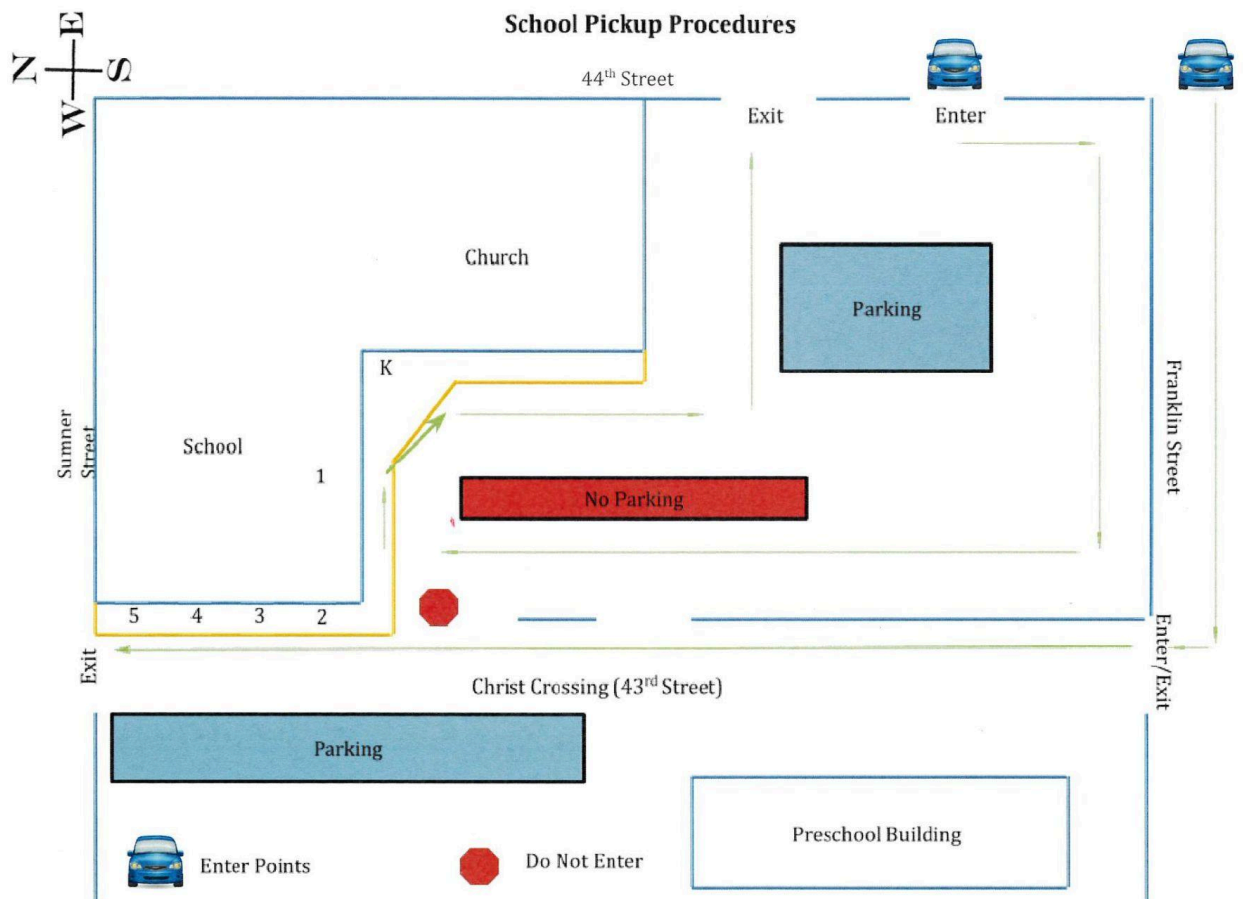 School Pickup Procedures
E
N
S
W
44th Street
Exit
Enter
Church
Parking
K
Franklin Street
School
Sumner
Street
1
No Parking
5
4
3
2
Exit
Enter/Exit
Christ Crossing (43rd Street)
Parking
Preschool Building
Enter Points
Do Not Enter